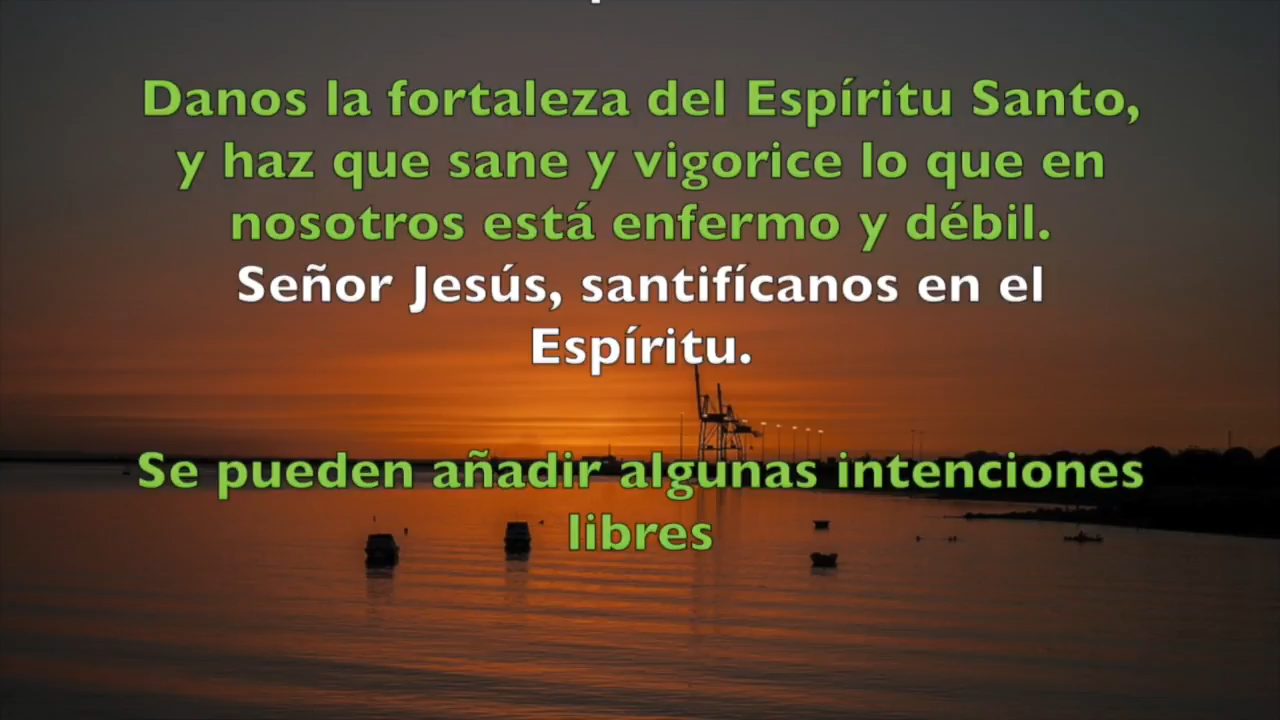 Danos la fortaleza del Espíritu Santo,
y haz que sane y vigorice lo que en
nosotros está enfermo y débil.
Señor Jesús, santifícanos en el
Espíritu.
Se pueden añadir algunas intenciones
libres